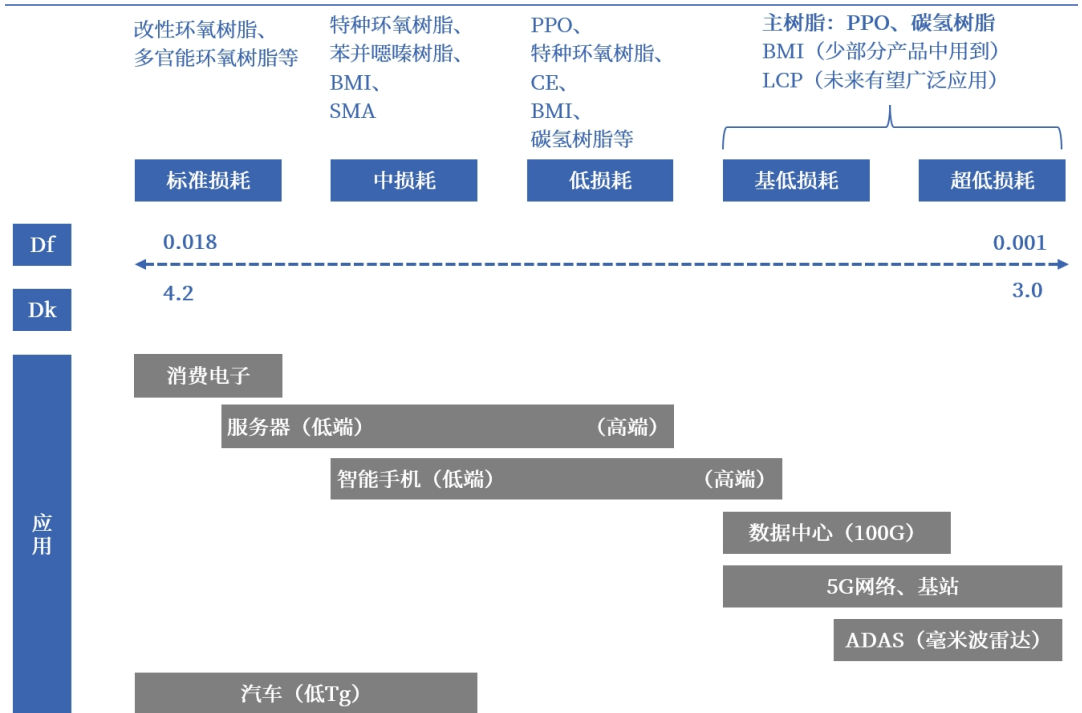 改性环氧树脂、
多官能环氧树脂等
特种环氧树脂、
苯并噁嗪树脂、
BMI、
SMA
PPO、
特种环氧树脂、
CE、
BMI、
碳氢树脂等
主树脂：PPO、碳氢树脂
BMI（少部分产品中用到）
LCP（未来有望广泛应用）
标准损耗
中损耗
低损耗
基低损耗
超低损耗
Df
0.018
0.001
Dk
4.2
3.0
应用
消费电子
服务器（低端）
（高端）
智能手机（低端）
（高端）
数据中心（100G）
5G网络、基站
ADAS（毫米波雷达）
汽车（低Tg）